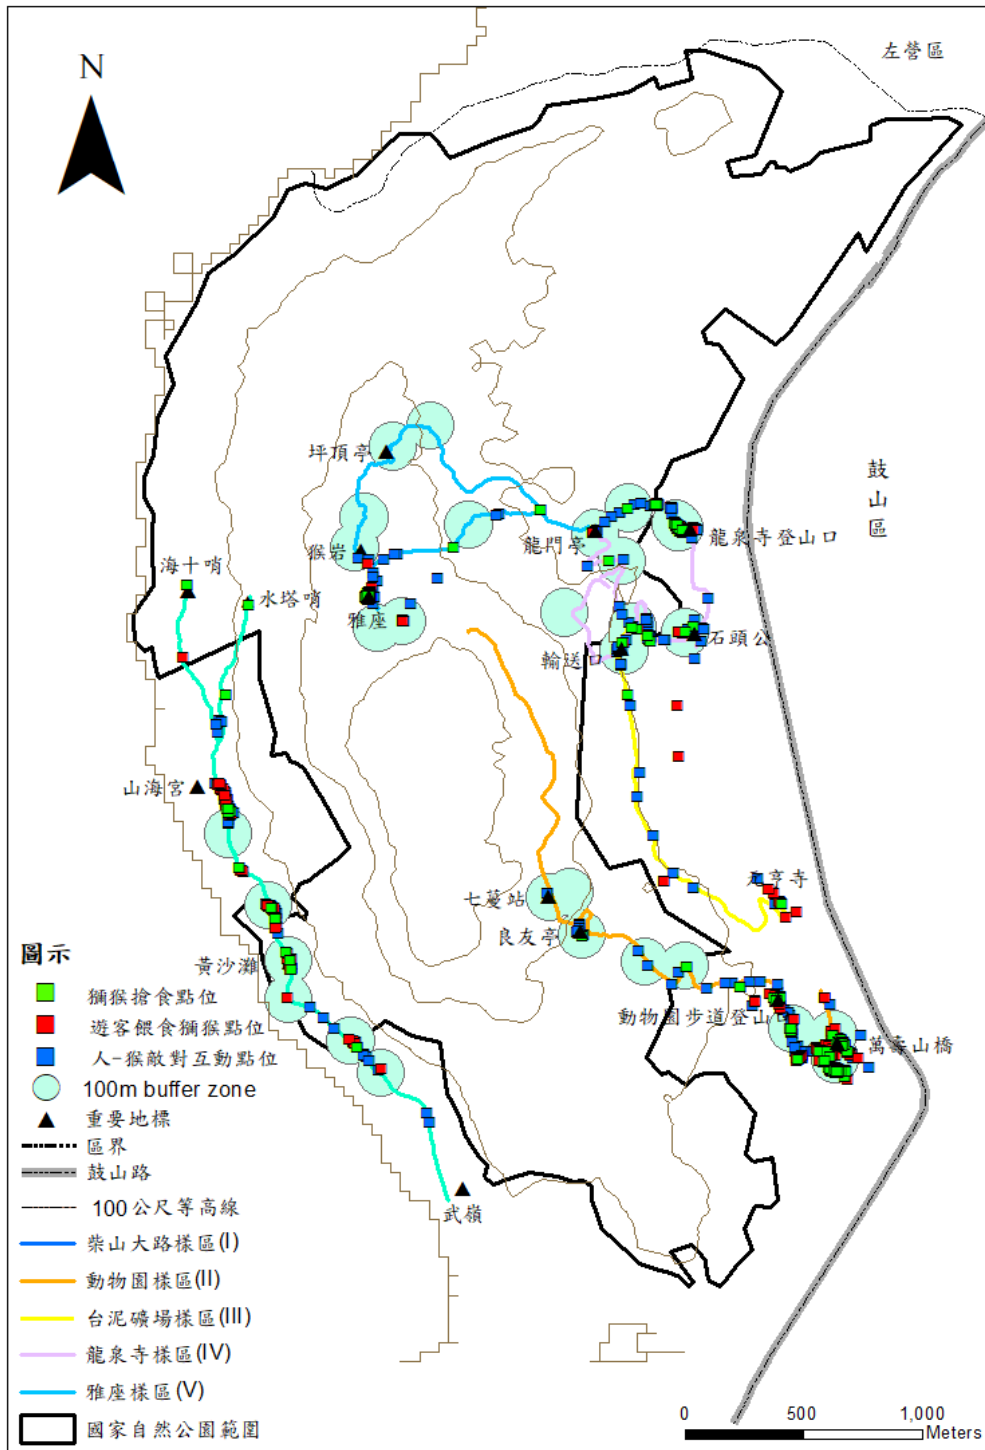 左營區
N
鼓山區
坪頂亭
猴岩
龍門亭
龍泉寺登山口
海十哨
水塔哨
雅座
石頭公
輸送口
山海宮
元亨寺
七蔓站
良友亭
黃沙灘
動物園步道登山口
萬壽山橋
武嶺
圖示
獼猴搶食點位
遊客餵食獼猴點位
人-猴敵對互動點位
100m buffer zone
重要地標
區界
鼓山路
100公尺等高線
柴山大路樣區(I)
動物園樣區(II)
台泥礦場樣區(III)
龍泉寺樣區(IV)
雅座樣區(V)
國家自然公園範圍
0 500 1,000
Meters